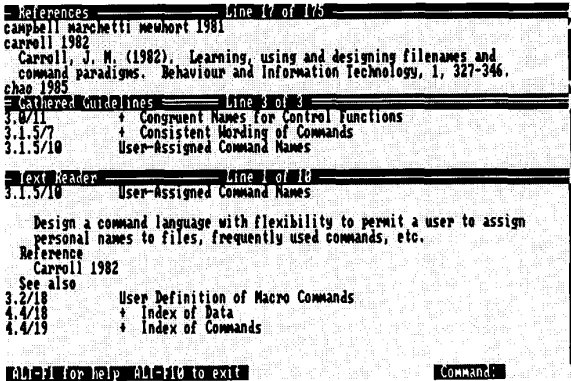 References Line 17 of 175
campbell marchetti mewhort 1981
carroll 1982
Carroll, J. M. (1982). Learning, using and designing filenames and
command paradigms. Behaviour and Information Technology, 1, 327-346.
chao 1985
Gathered Guidelines Line 3 of 3
3.0/11 + Congruent Names for Control Functions
3.1.5/7 + Consistent Wording of Commands
3.1.5/10 User-Assigned Command Names
Text Reader Line 1 of 10
3.1.5/10 User-Assigned Command Names
Design a command language with flexibility to permit a user to assign
personal names to files, frequently used commands, etc.
Reference
Carroll 1982
See also
3.2/18 User Definition of Macro Commands
4.4/18 + Index of Data
4.4/19 + Index of Commands
ALT-F1 for help ALT-F10 to exit Command: